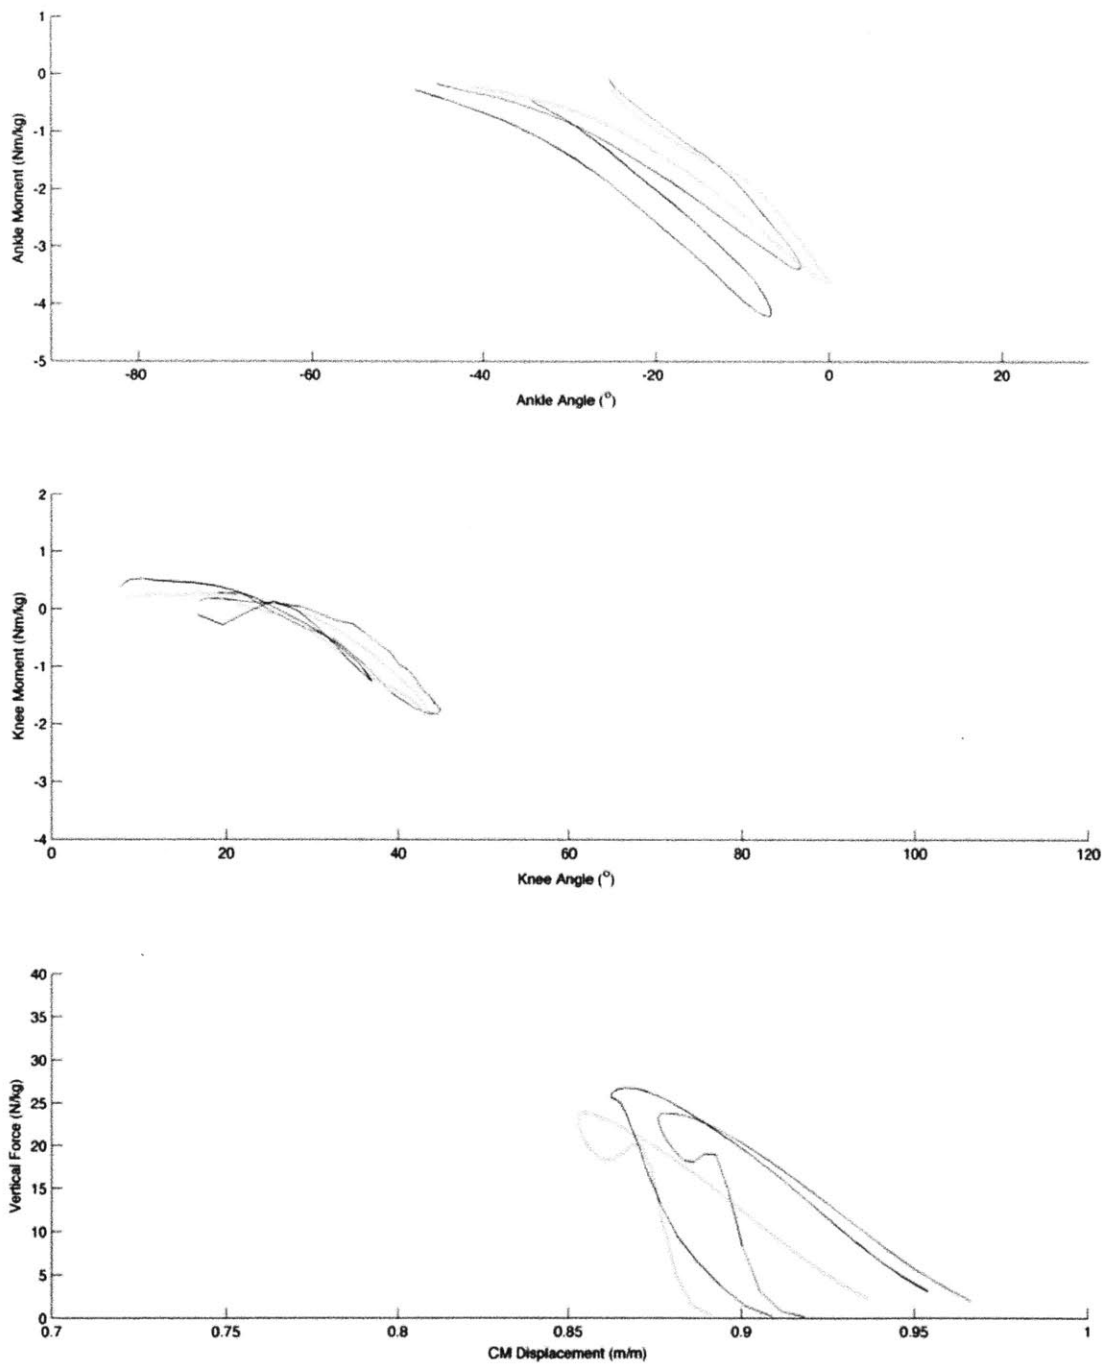 1
0
-1
-2
-3
-4
-5
Ankle Moment (Nm/kg)
-80 -60 -40 -20 0 20
Ankle Angle (°)
2
1
0
-1
-2
-3
-4
Knee Moment (Nm/kg)
0 20 40 60 80 100 120
Knee Angle (°)
40
35
30
25
20
15
10
5
0
Vertical Force (N/kg)
0.7 0.75 0.8 0.85 0.9 0.95 1
CM Displacement (m/m)